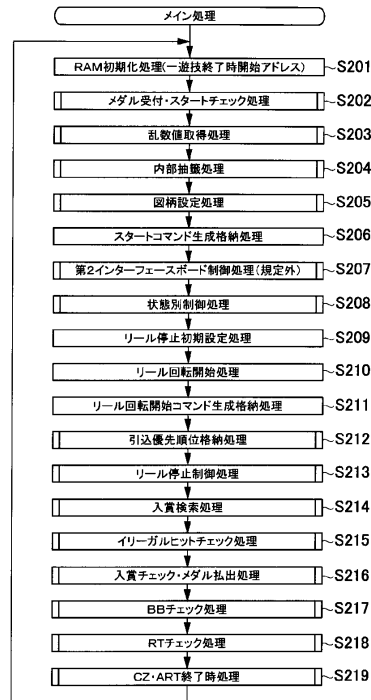 メイン処理
RAM初期化処理(一遊技終了時開始アドレス) S201
メダル受付・スタートチェック処理 S202
乱数値取得処理 S203
内部抽籤処理 S204
図柄設定処理 S205
スタートコマンド生成格納処理 S206
第2インターフェースボード制御処理(規定外) S207
状態別制御処理 S208
リール停止初期設定処理 S209
リール回転開始処理 S210
リール回転開始コマンド生成格納処理 S211
引込優先順位格納処理 S212
リール停止制御処理 S213
入賞検索処理 S214
イリーガルヒットチェック処理 S215
入賞チェック・メダル払出処理 S216
BBチェック処理 S217
RTチェック処理 S218
CZ・ART終了時処理 S219